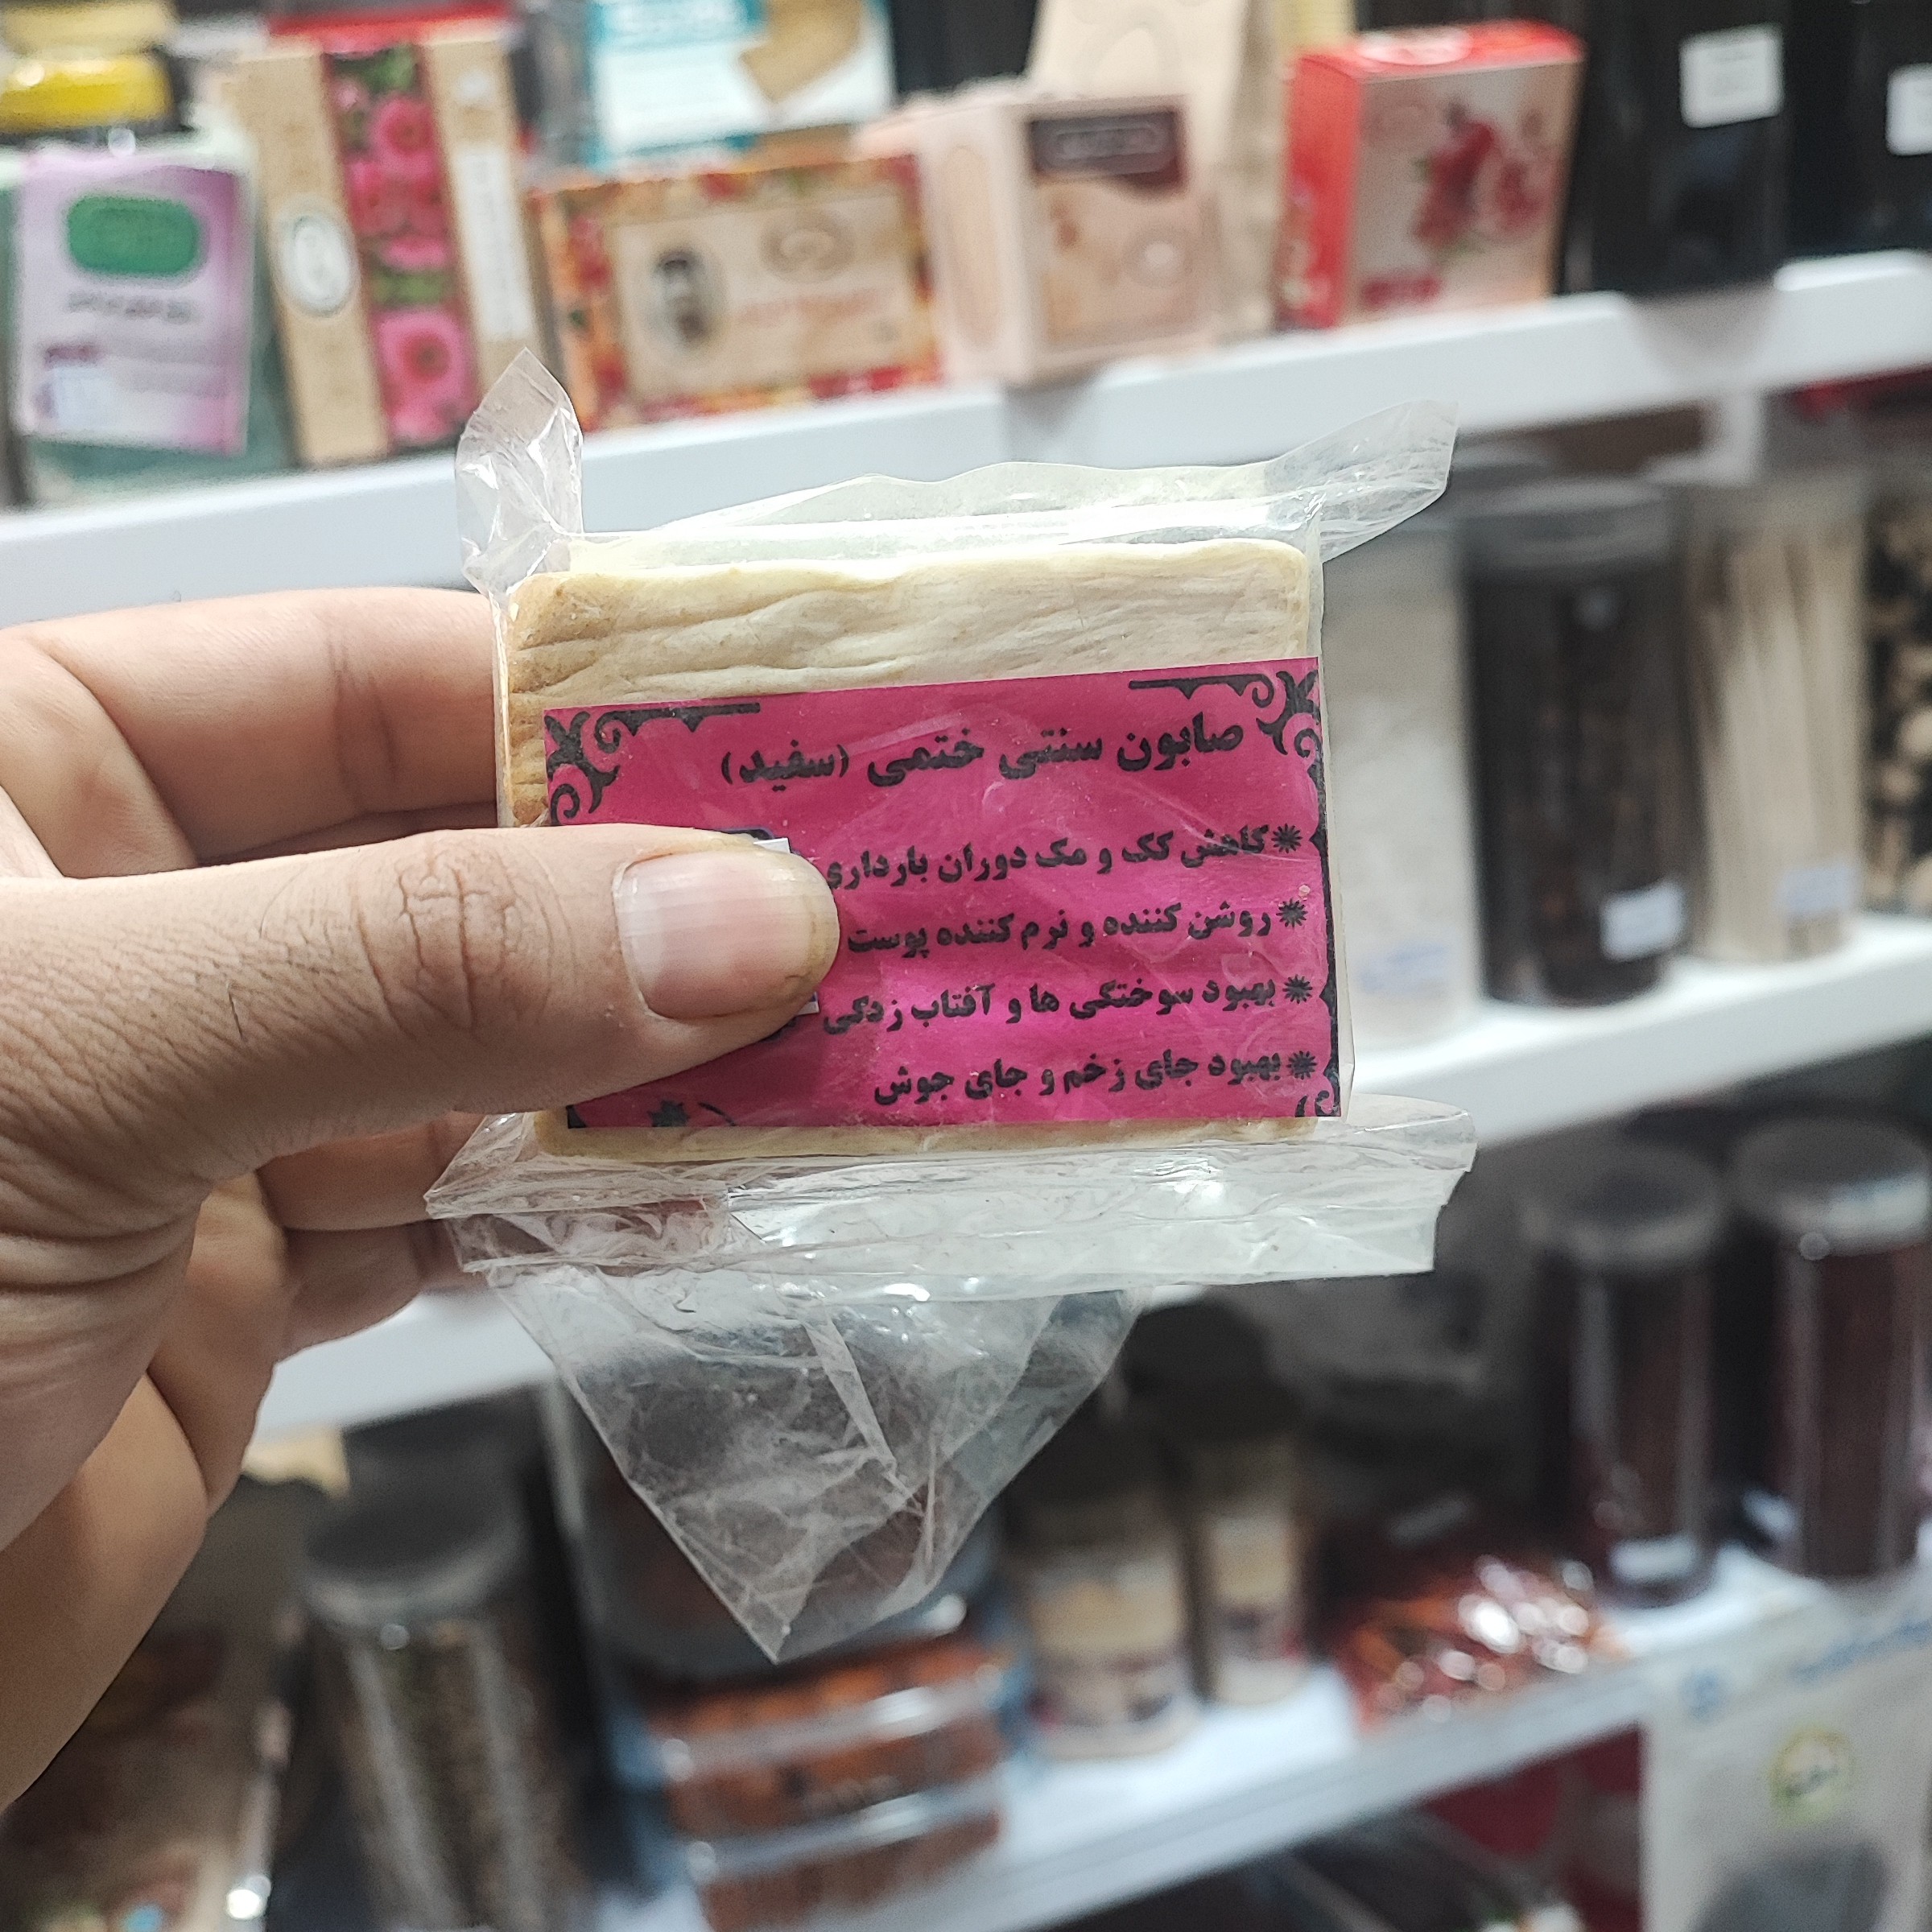 صابون سنتی ختمی (سفید)
کاهش کک و مک دوران بارداری
روشن کننده و نرم کننده پوست
بهبود سوختگی ها و آفتاب زدگی
بهبود جای زخم و جای جوش